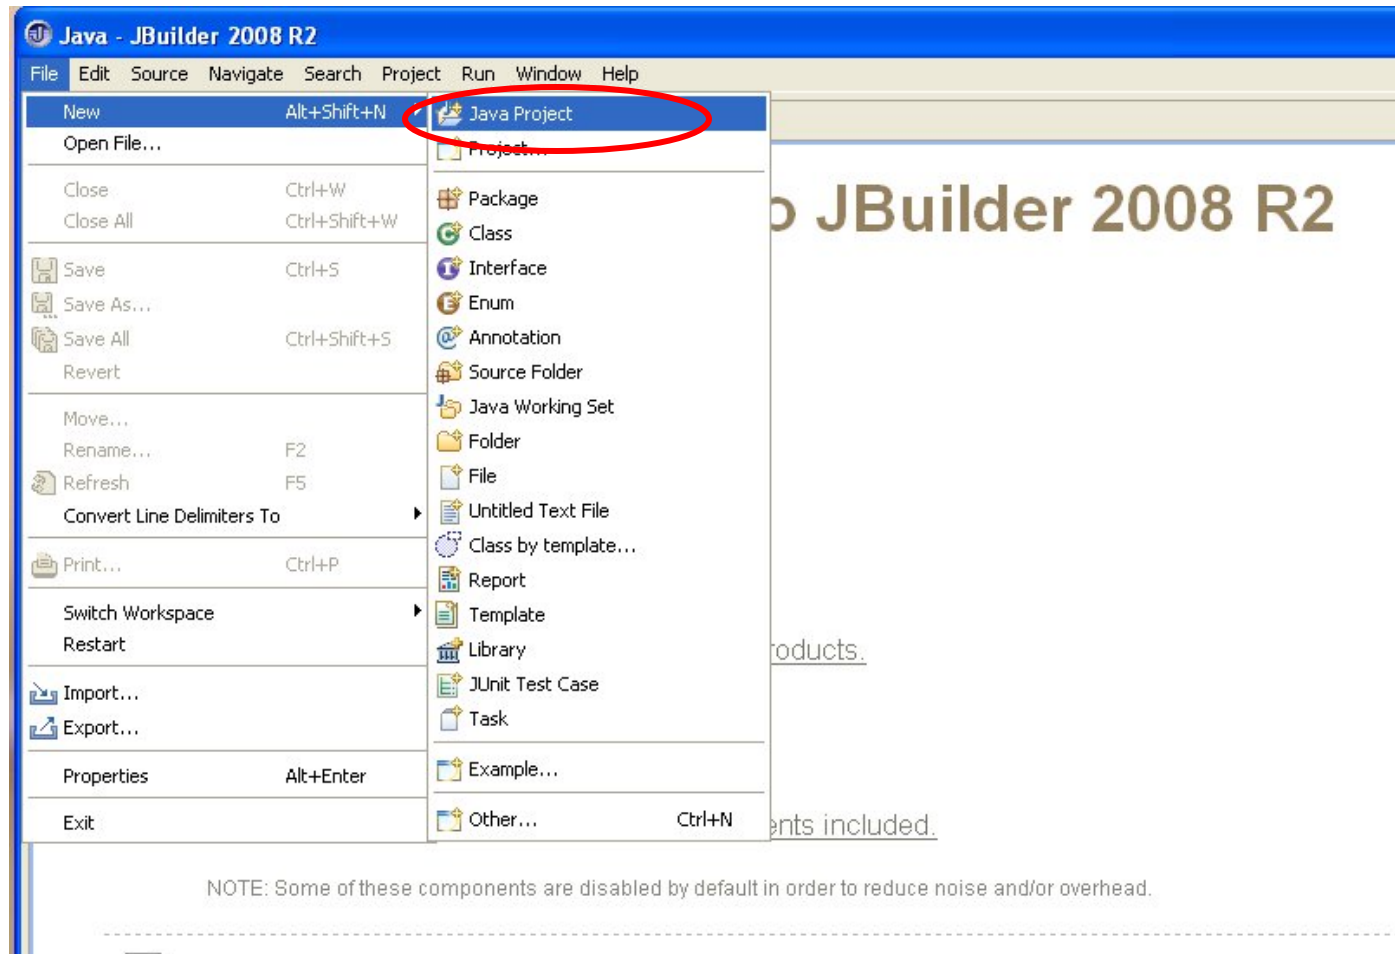 Java - JBuilder 2008 R2
File Edit Source Navigate Search Project Run Window Help
New Alt+Shift+N
Open File...
Close Ctrl+W
Close All Ctrl+Shift+W
Save Ctrl+S
Save As...
Save All Ctrl+Shift+S
Revert
Move...
Rename... F2
Refresh F5
Convert Line Delimiters To
Print... Ctrl+P
Switch Workspace
Restart
Import...
Export...
Properties Alt+Enter
Exit
Java Project
Project...
Package
Class
Interface
Enum
Annotation
Source Folder
Java Working Set
Folder
File
Untitled Text File
Class by template...
Report
Template
Library
JUnit Test Case
Task
Example...
Other... Ctrl+N
o JBuilder 2008 R2
oducts.
ents included.
NOTE: Some of these components are disabled by default in order to reduce noise and/or overhead.